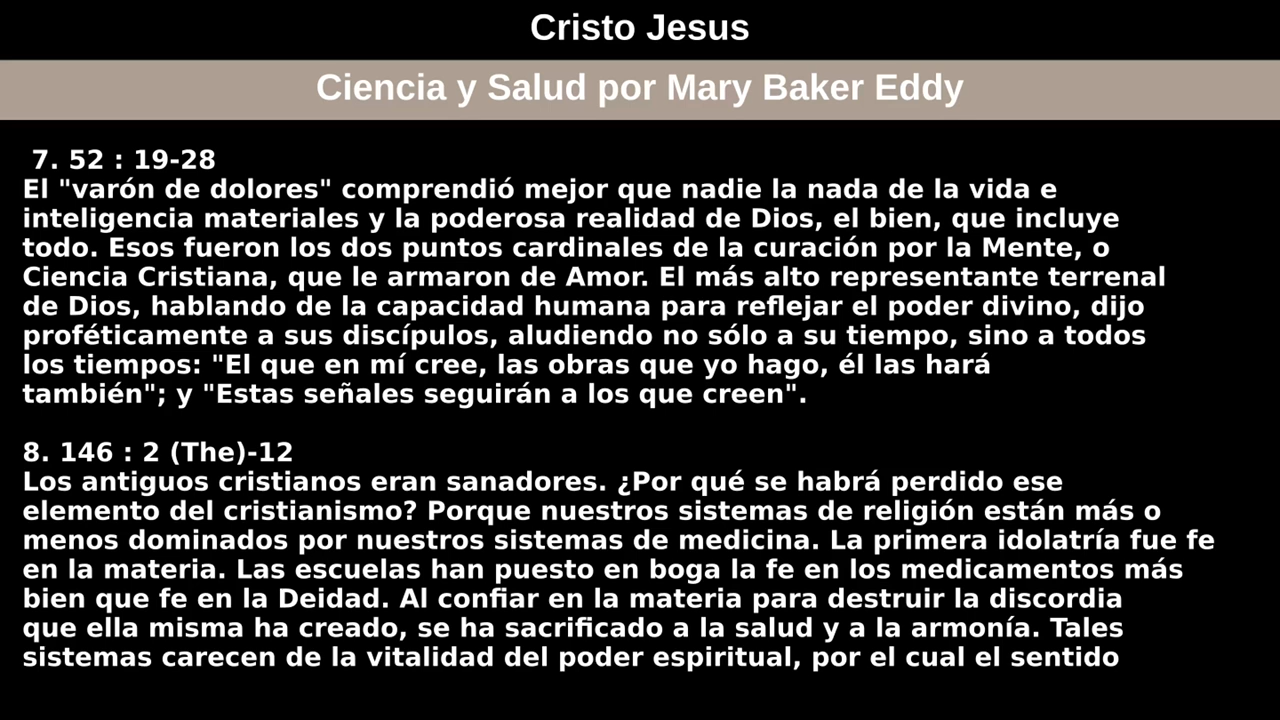 Cristo Jesus
Ciencia y Salud por Mary Baker Eddy
7. 52 : 19-28
El "varón de dolores" comprendió mejor que nadie la nada de la vida e
inteligencia materiales y la poderosa realidad de Dios, el bien, que incluye
todo. Esos fueron los dos puntos cardinales de la curación por la Mente, o
Ciencia Cristiana, que le armaron de Amor. El más alto representante terrenal
de Dios, hablando de la capacidad humana para reflejar el poder divino, dijo
proféticamente a sus discípulos, aludiendo no sólo a su tiempo, sino a todos
los tiempos: "El que en mí cree, las obras que yo hago, él las hará
también"; y "Estas señales seguirán a los que creen".
8. 146 : 2 (The)-12
Los antiguos cristianos eran sanadores. ¿Por qué se habrá perdido ese
elemento del cristianismo? Porque nuestros sistemas de religión están más o
menos dominados por nuestros sistemas de medicina. La primera idolatría fue fe
en la materia. Las escuelas han puesto en boga la fe en los medicamentos más
bien que fe en la Deidad. Al confiar en la materia para destruir la discordia
que ella misma ha creado, se ha sacrificado a la salud y a la armonía. Tales
sistemas carecen de la vitalidad del poder espiritual, por el cual el sentido